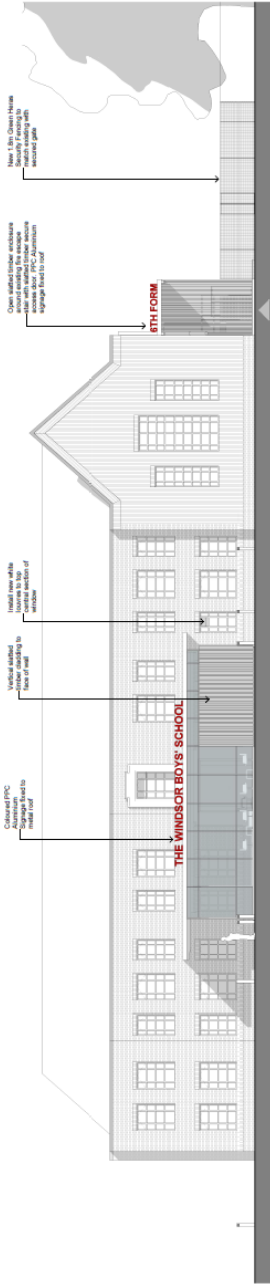 Coloured PPC
Aluminium
Signage fixed to
metal roof
Vertical slatted
timber cladding to
face of wall
Install new white
louvres to top
central section of
window
Open slatted timber enclosure
around existing fire escape
stair with slatted timber secure
access door. PPC Aluminium
signage fixed to roof
New 1.8m Green Heras
Security Fencing to
match existing with
secured gate
THE WINDSOR BOYS' SCHOOL
6TH FORM